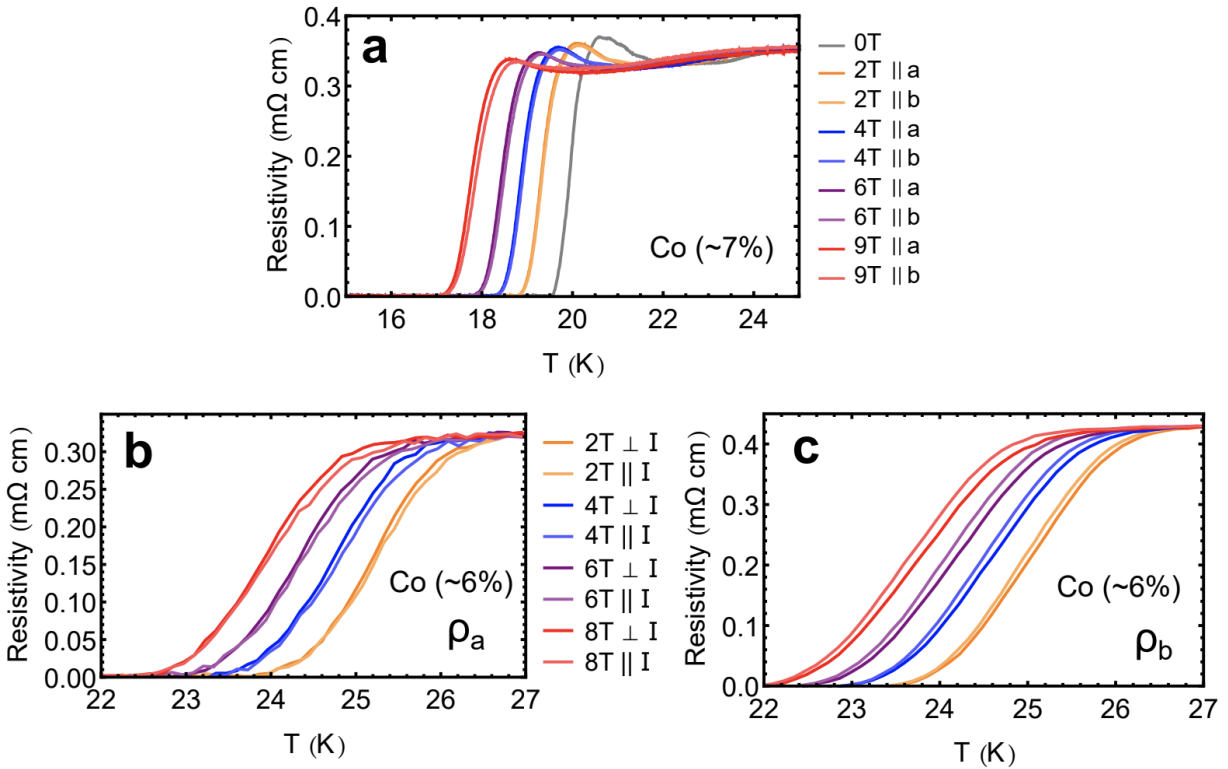 a
0.4
0.3
0.2
0.1
0.0
Resistivity (mΩ cm)
Co (~7%)
16 18 20 22 24
T (K)
0T
2T || a
2T || b
4T || a
4T || b
6T || a
6T || b
9T || a
9T || b
b
0.30
0.25
0.20
0.15
0.10
0.05
0.00
Resistivity (mΩ cm)
Co (~6%)
ρa
22 23 24 25 26 27
T (K)
2T ⊥ I
2T || I
4T ⊥ I
4T || I
6T ⊥ I
6T || I
8T ⊥ I
8T || I
c
0.4
0.3
0.2
0.1
0.0
Resistivity (mΩ cm)
Co (~6%)
ρb
22 23 24 25 26 27
T (K)